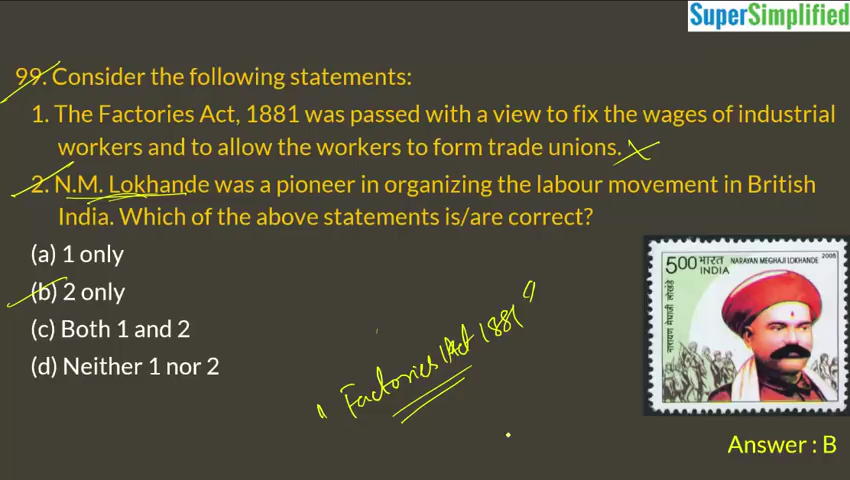 SuperSimplified
99. Consider the following statements:
1. The Factories Act, 1881 was passed with a view to fix the wages of industrial
workers and to allow the workers to form trade unions.
2. N.M. Lokhande was a pioneer in organizing the labour movement in British
India. Which of the above statements is/are correct?
(a) 1 only
(b) 2 only
(c) Both 1 and 2
(d) Neither 1 nor 2
"Factories Act 1881"
500 भारत NARAYAN MEGHAJI LOKHANDE 2005
INDIA
नारायण मेघाजी लोखंडे
Answer : B